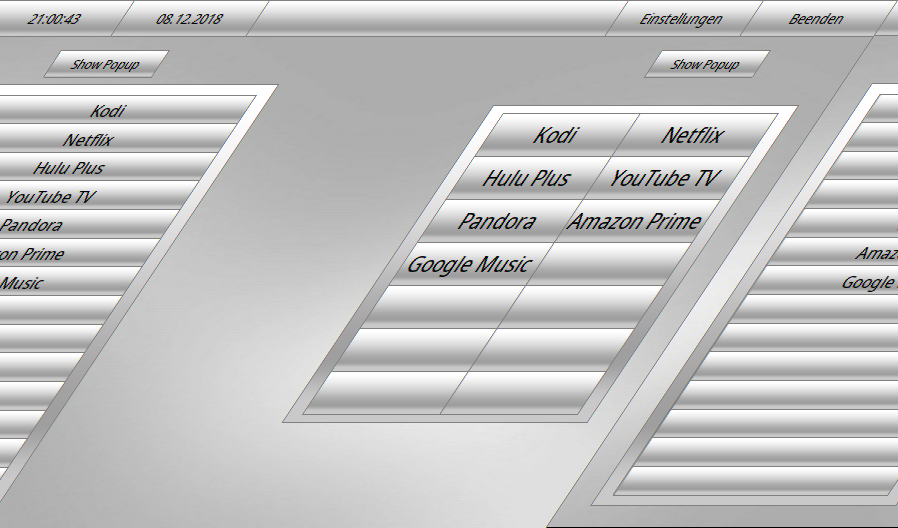 21:00:43 08.12.2018 Einstellungen Beenden
Show Popup Show Popup
Kodi
Netflix
Hulu Plus
YouTube TV
Pandora
on Prime
Music
Kodi Netflix
Hulu Plus YouTube TV
Pandora Amazon Prime
Google Music
Amaz
Google